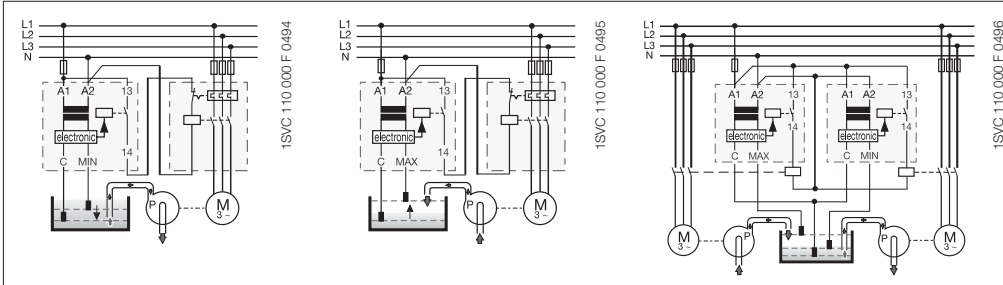 L1
L2
L3
N
A1 A2 13
electronic
14
C MIN
P
M
3 ~
1SVC 110 000 F 0494
L1
L2
L3
N
A1 A2 13
electronic
14
C MAX
P
M
3 ~
1SVC 110 000 F 0495
L1
L2
L3
N
A1 A2 13
A1 A2 13
electronic
14
electronic
14
C MAX
C MIN
M
3 ~
P
P
M
3 ~
1SVC 110 000 F 0496